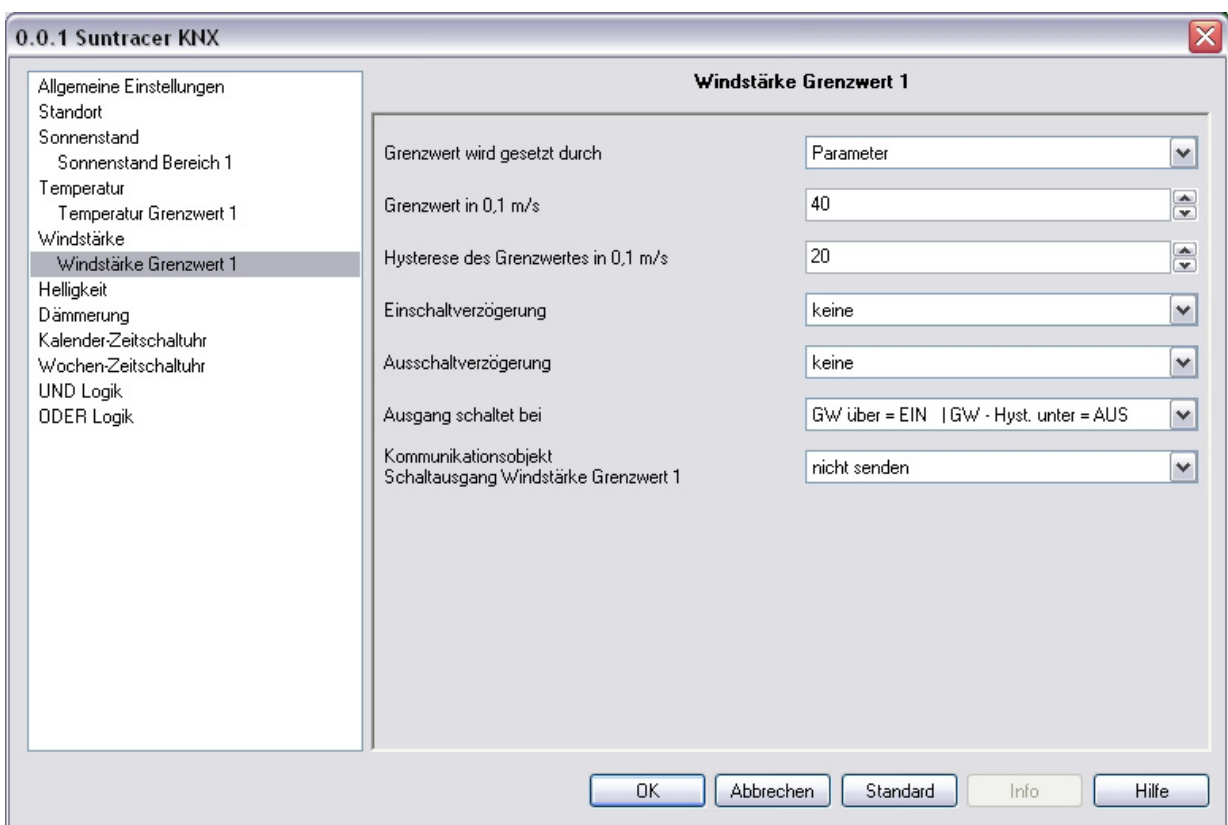 0.0.1 Suntracer KNX
Allgemeine Einstellungen
Standort
Sonnenstand
Sonnenstand Bereich 1
Temperatur
Temperatur Grenzwert 1
Windstärke
Windstärke Grenzwert 1
Helligkeit
Dämmerung
Kalender-Zeitschaltuhr
Wochen-Zeitschaltuhr
UND Logik
ODER Logik
Windstärke Grenzwert 1
Grenzwert wird gesetzt durch Parameter
Grenzwert in 0,1 m/s 40
Hysterese des Grenzwertes in 0,1 m/s 20
Einschaltverzögerung keine
Ausschaltverzögerung keine
Ausgang schaltet bei GW über = EIN | GW - Hyst. unter = AUS
Kommunikationsobjekt
Schaltausgang Windstärke Grenzwert 1 nicht senden
OK Abbrechen Standard Info Hilfe